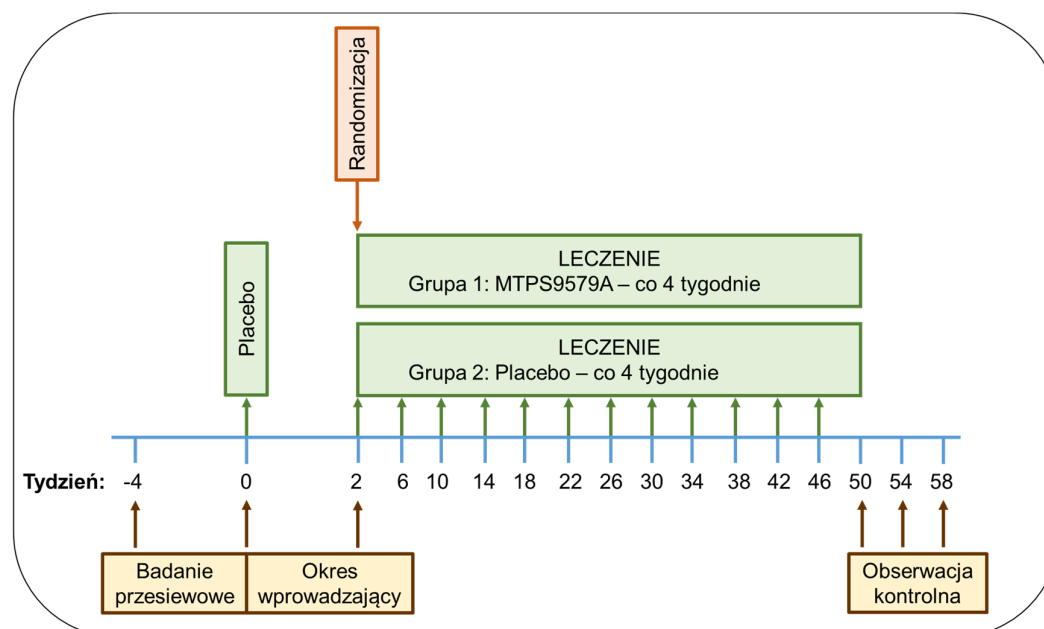 Randomizacja
Placebo
LECZENIE
Grupa 1: MTPS9579A – co 4 tygodnie
LECZENIE
Grupa 2: Placebo – co 4 tygodnie
Tydzień: -4 0 2 6 10 14 18 22 26 30 34 38 42 46 50 54 58
Badanie
przesiewowe
Okres
wprowadzający
Obserwacja
kontrolna